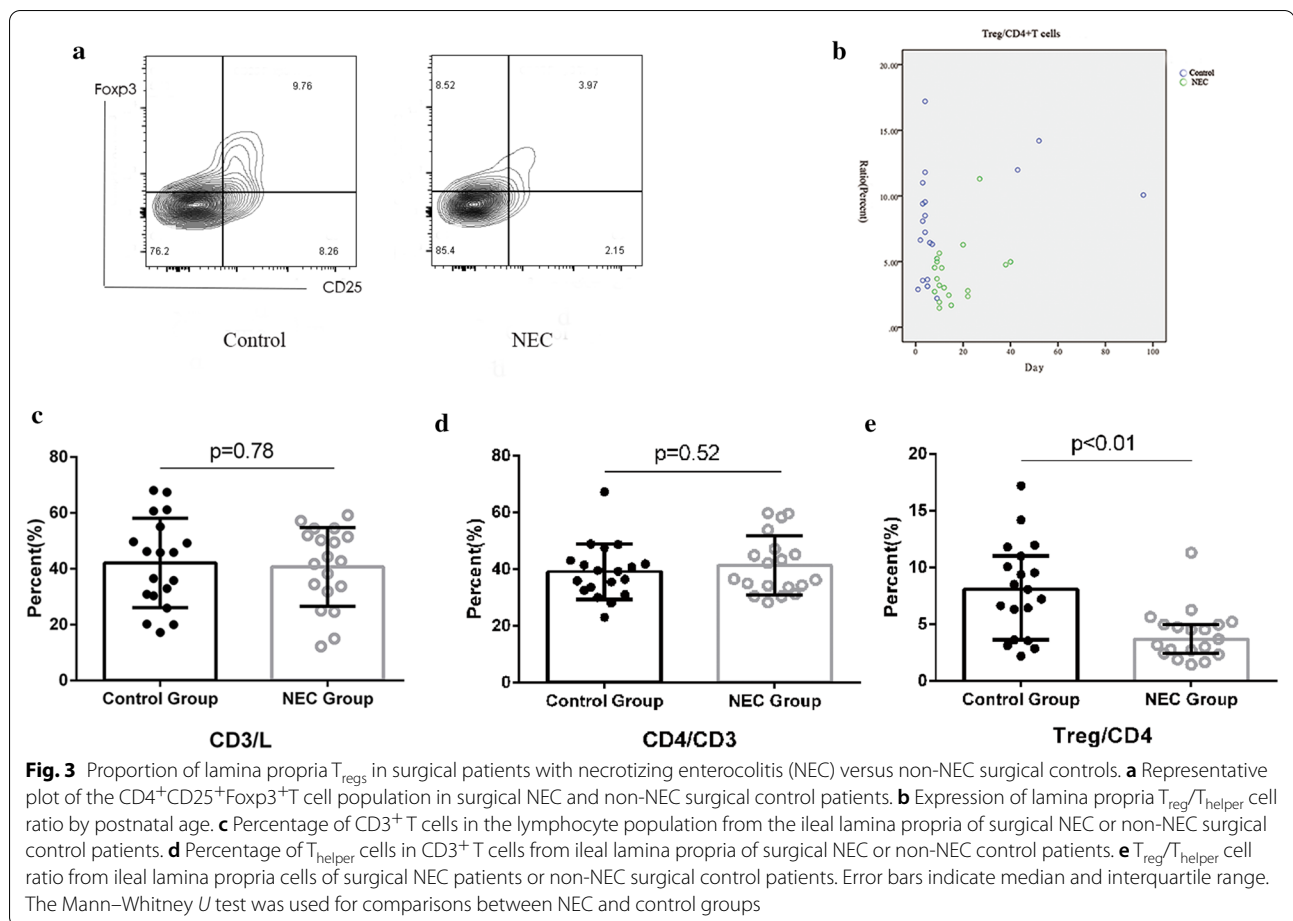 a
Foxp3
9.76
76.2
8.26
CD25
Control
8.52
3.97
85.4
2.15
NEC
b
Treg/CD4+T cells
Ratio(Percent)
20.00
15.00
10.00
5.00
.00
0 20 40 60 80 100
Day
Control
NEC
c
p=0.78
Percent(%)
80
60
40
20
0
Control Group NEC Group
CD3/L
d
p=0.52
Percent(%)
80
60
40
20
0
Control Group NEC Group
CD4/CD3
e
p<0.01
Percent(%)
20
15
10
5
0
Control Group NEC Group
Treg/CD4
Fig. 3 Proportion of lamina propria Tregs in surgical patients with necrotizing enterocolitis (NEC) versus non-NEC surgical controls. a Representative
plot of the CD4+CD25+Foxp3+T cell population in surgical NEC and non-NEC surgical control patients. b Expression of lamina propria Treg/Thelper cell
ratio by postnatal age. c Percentage of CD3+ T cells in the lymphocyte population from the ileal lamina propria of surgical NEC or non-NEC surgical
control patients. d Percentage of Thelper cells in CD3+ T cells from ileal lamina propria of surgical NEC or non-NEC control patients. e Treg/Thelper cell
ratio from ileal lamina propria cells of surgical NEC patients or non-NEC surgical control patients. Error bars indicate median and interquartile range.
The Mann–Whitney U test was used for comparisons between NEC and control groups